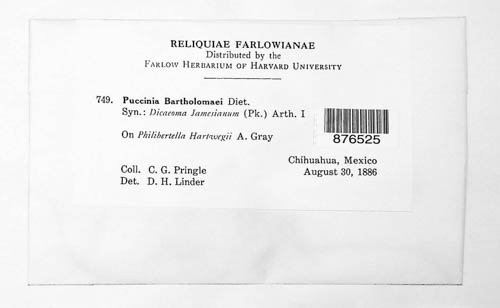 RELIQUIAE FARLOWIANAE
Distributed by the
FARLOW HERBARIUM OF HARVARD UNIVERSITY
749. Puccinia Bartholomaei Diet.
Syn.: Dicaeoma Jamesianum (Pk.) Arth. I
On Philibertella Hartwegii A. Gray
876525
Chihuahua, Mexico
Coll. C. G. Pringle August 30, 1886
Det. D. H. Linder